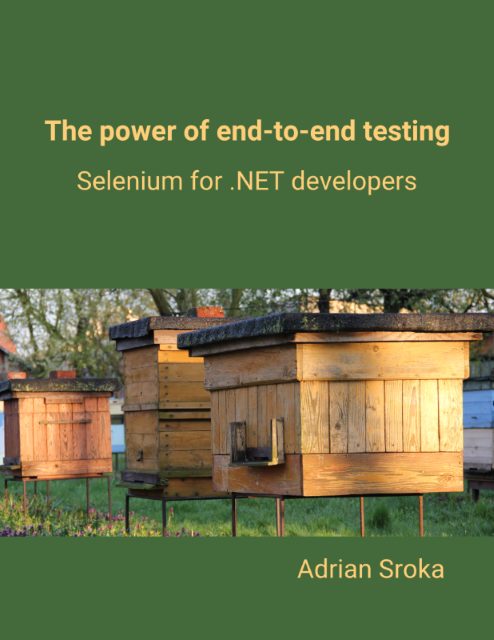 The power of end-to-end testing
Selenium for .NET developers
Adrian Sroka